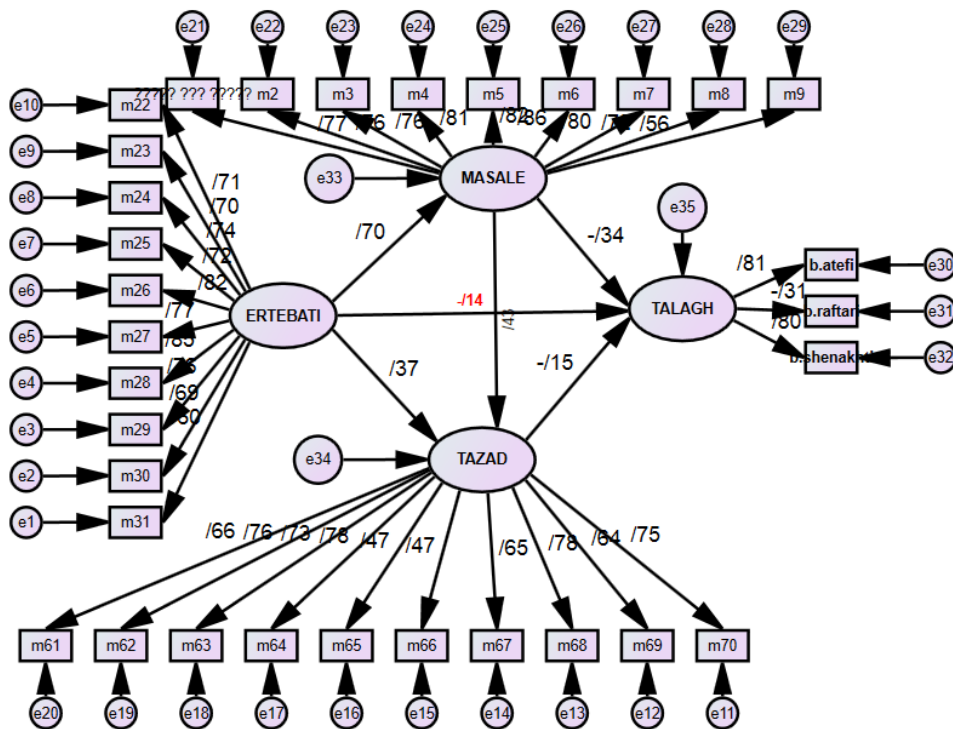 e21 e22 e23 e24 e25 e26 e27 e28 e29
e10 m22 ????? ??? ????? m2 m3 m4 m5 m6 m7 m8 m9
/77 /76 /81 /86 /80 /56
e9 m23
e33 MASALE
e8 m24 /71
/70
e35
e7 m25 /74
/72
/70 -/34
e6 m26 /82 /81 b.atefi e30
-/14 -/31
ERTEBATI /43 TALAGH b.raftari e31
e5 m27 /77
/85 /80
b.shenakhti e32
e4 m28 /76 /37 -/15
/69
e3 m29
e34 TAZAD
e2 m30
e1 m31
/66 /76 /73 /78 /47 /47 /65 /78 /64 /75
m61 m62 m63 m64 m65 m66 m67 m68 m69 m70
e20 e19 e18 e17 e16 e15 e14 e13 e12 e11